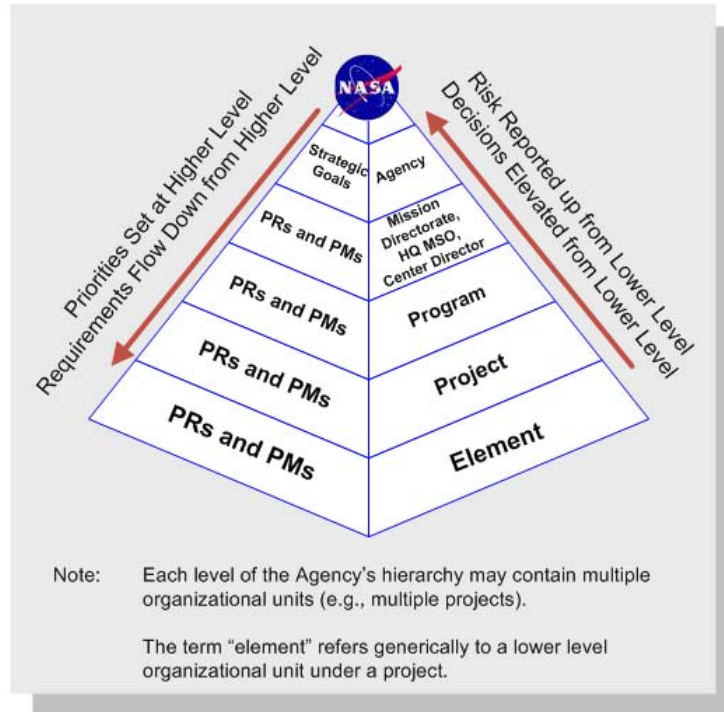 NASA
Priorities Set at Higher Level
Requirements Flow Down from Higher Level
Risk Reported up from Lower Level
Decisions Elevated from Lower Level
Strategic
Goals
Agency
PRs and PMs
Mission
Directorate,
HQ MSO,
Center Director
PRs and PMs
Program
PRs and PMs
Project
PRs and PMs
Element
Note: Each level of the Agency's hierarchy may contain multiple
organizational units (e.g., multiple projects).
The term “element” refers generically to a lower level
organizational unit under a project.